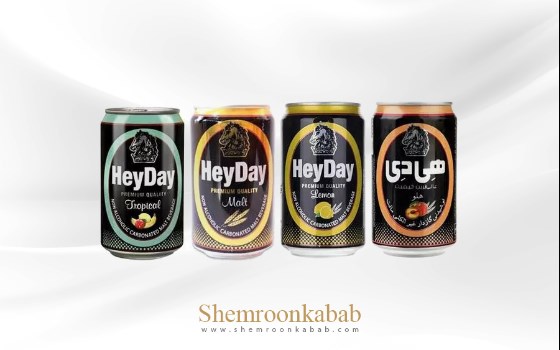 HeyDay
PREMIUM QUALITY
Tropical
NON ALCOHOLIC CARBONATED MALT BEVERAGE
HeyDay
PREMIUM QUALITY
Malt
NON ALCOHOLIC CARBONATED MALT BEVERAGE
HeyDay
PREMIUM QUALITY
Lemon
NON ALCOHOLIC CARBONATED MALT BEVERAGE
هی دی
هلو
Shemroonkabab
www.shemroonkabab.com